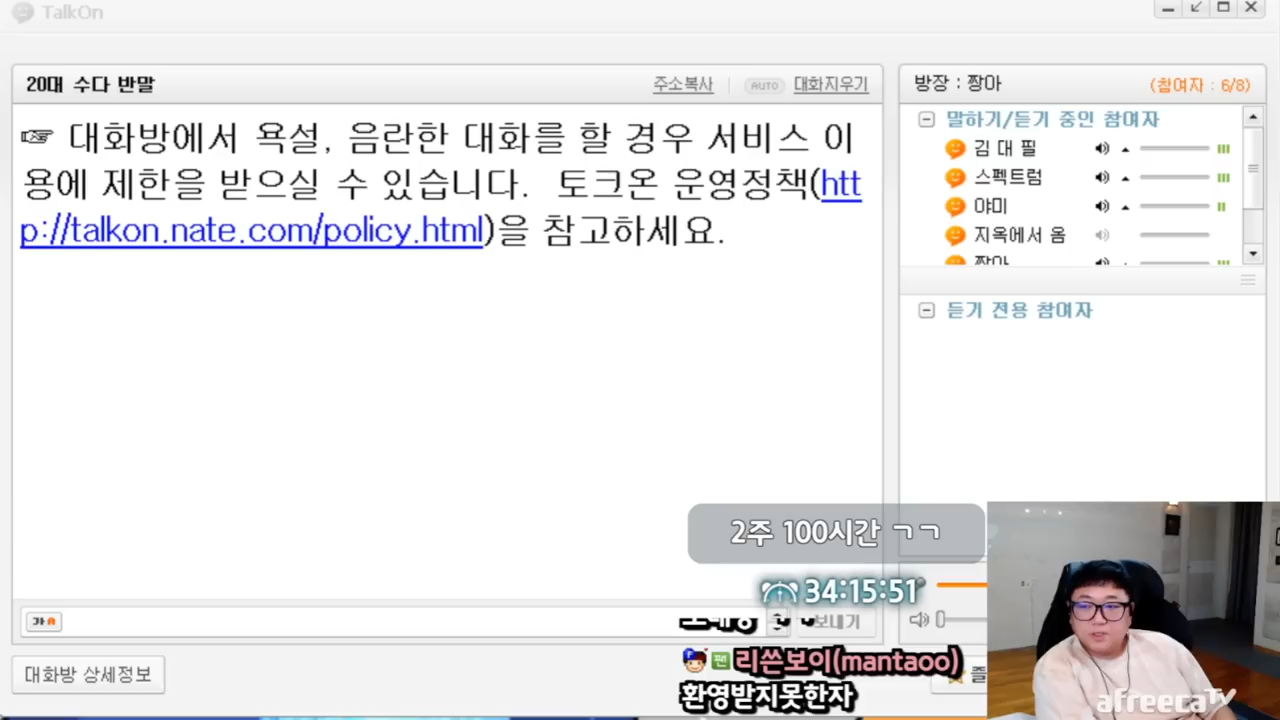 TalkOn
20대 수다 반말
주소복사
AUTO
대화지우기
☞ 대화방에서 욕설, 음란한 대화를 할 경우 서비스 이
용에 제한을 받으실 수 있습니다. 토크온 운영정책(htt
p://talkon.nate.com/policy.html)을 참고하세요.
방장 : 짱아
(참여자 : 6/8)
말하기/듣기 중인 참여자
김 대 필
스펙트럼
야미
지옥에서 옴
짱아
듣기 전용 참여자
2주 100시간 ㄱㄱ
34:15:51
가
보내기
대화방 상세정보
팬 리쓴보이(mantaoo)
환영받지못한자
즐
afreecaTV